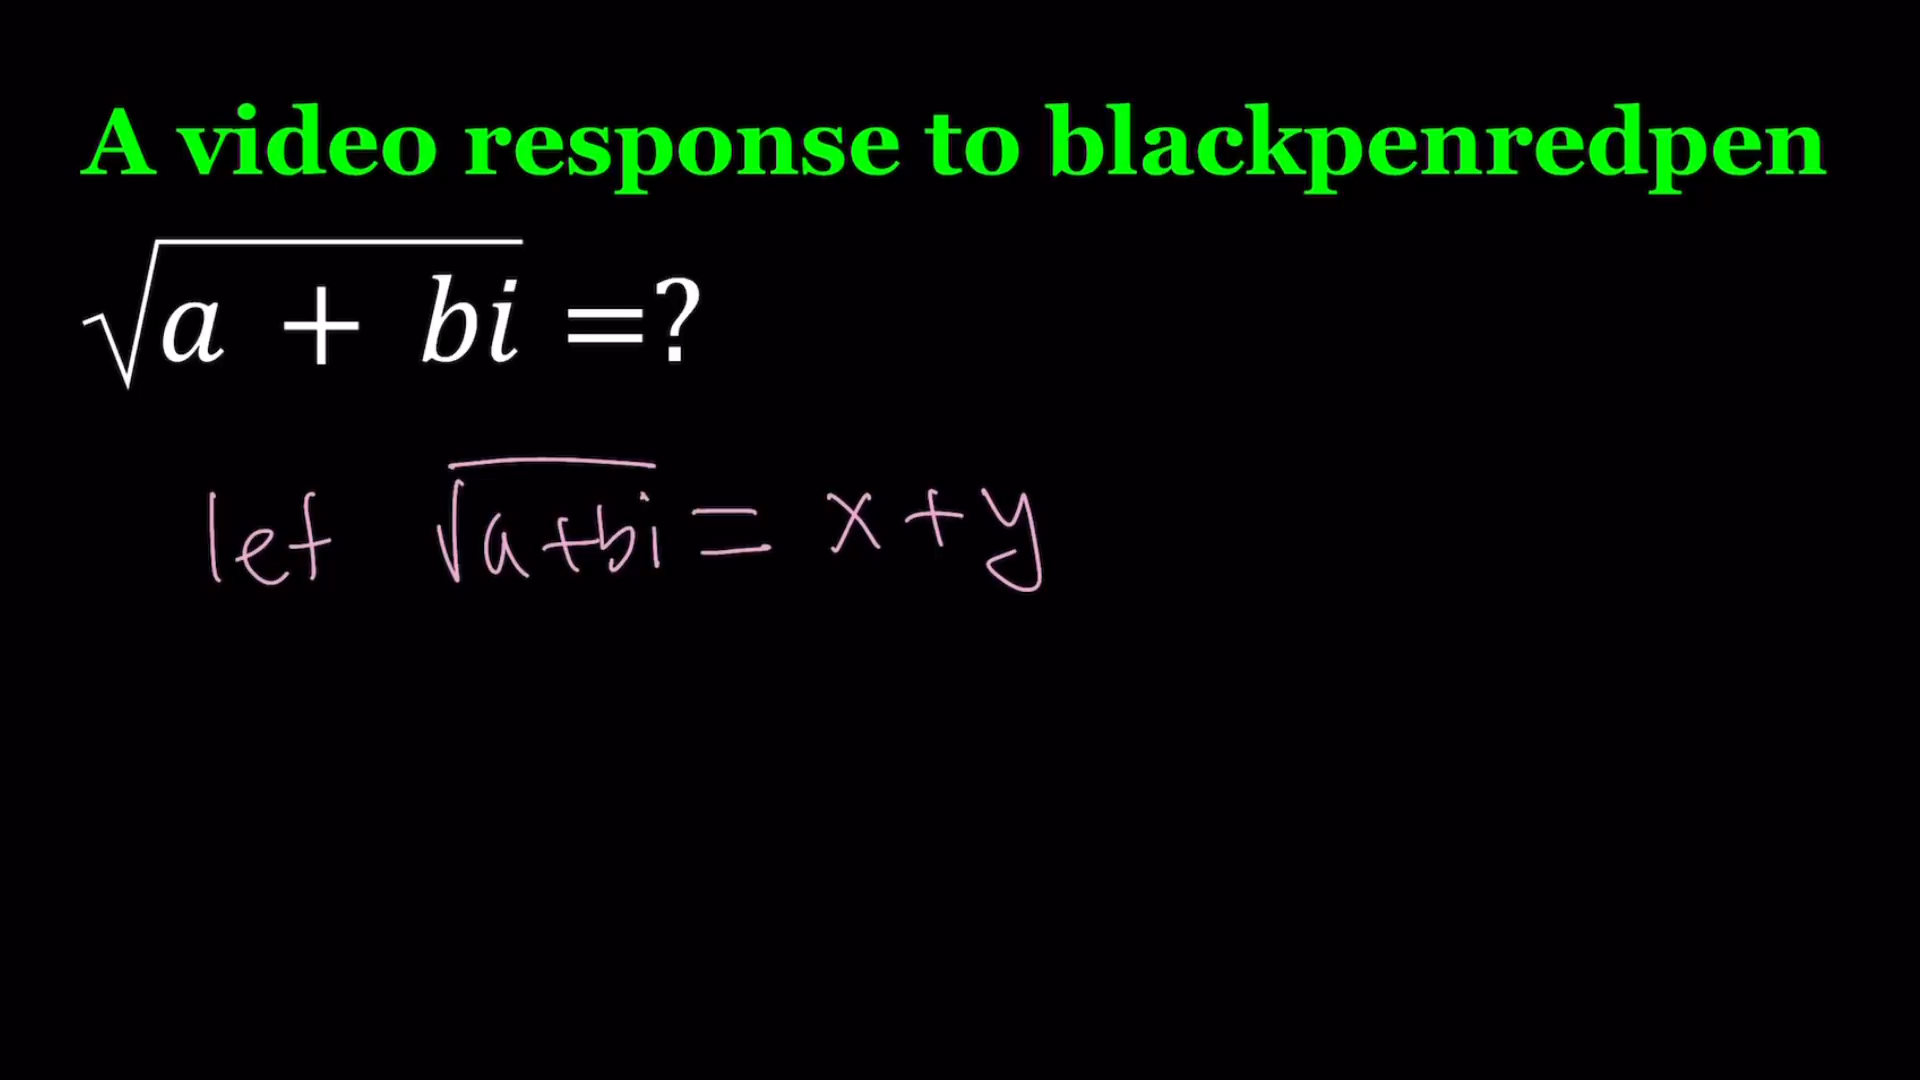 A video response to blackpenredpen
√a + bi =?
let √a+bi = x+y